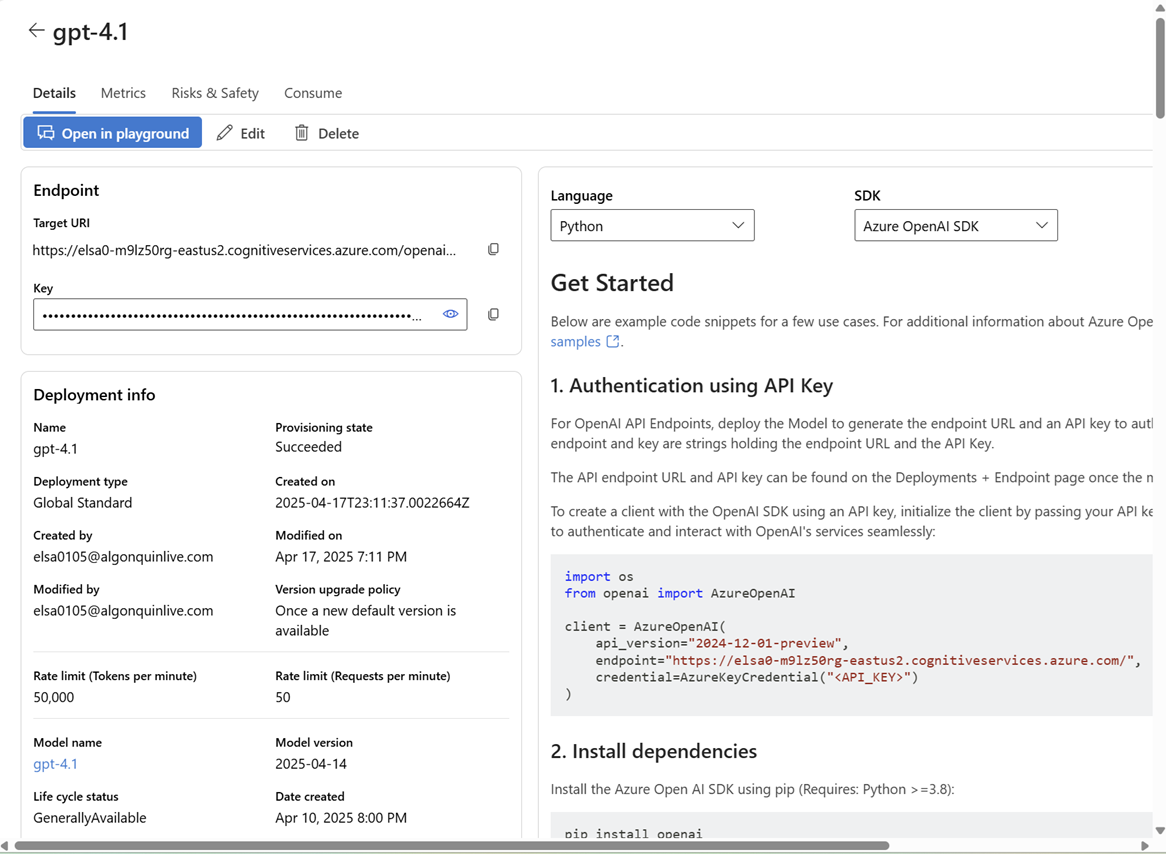 gpt-4.1
Details Metrics Risks & Safety Consume
Open in playground Edit Delete
Endpoint
Target URI
https://elsa0-m9lz50rg-eastus2.cognitiveservices.azure.com/openai...
Key
••••••••••••••••••••••••••••••••••••••••••••••••••••••••••••••••...
Deployment info
Name Provisioning state
gpt-4.1 Succeeded
Deployment type Created on
Global Standard 2025-04-17T23:11:37.0022664Z
Created by Modified on
elsa0105@algonquinlive.com Apr 17, 2025 7:11 PM
Modified by Version upgrade policy
elsa0105@algonquinlive.com Once a new default version is
available
Rate limit (Tokens per minute) Rate limit (Requests per minute)
50,000 50
Model name Model version
gpt-4.1 2025-04-14
Life cycle status Date created
GenerallyAvailable Apr 10, 2025 8:00 PM
Language SDK
Python Azure OpenAI SDK
Get Started
Below are example code snippets for a few use cases. For additional information about Azure Ope
samples .
1. Authentication using API Key
For OpenAI API Endpoints, deploy the Model to generate the endpoint URL and an API key to aut
endpoint and key are strings holding the endpoint URL and the API Key.
The API endpoint URL and API key can be found on the Deployments + Endpoint page once the
To create a client with the OpenAI SDK using an API key, initialize the client by passing your API
to authenticate and interact with OpenAI's services seamlessly:
import os
from openai import AzureOpenAI
client = AzureOpenAI(
api_version="2024-12-01-preview",
endpoint="https://elsa0-m9lz50rg-eastus2.cognitiveservices.azure.com/",
credential=AzureKeyCredential("<API_KEY>")
)
2. Install dependencies
Install the Azure Open AI SDK using pip (Requires: Python >=3.8):
pip install openai